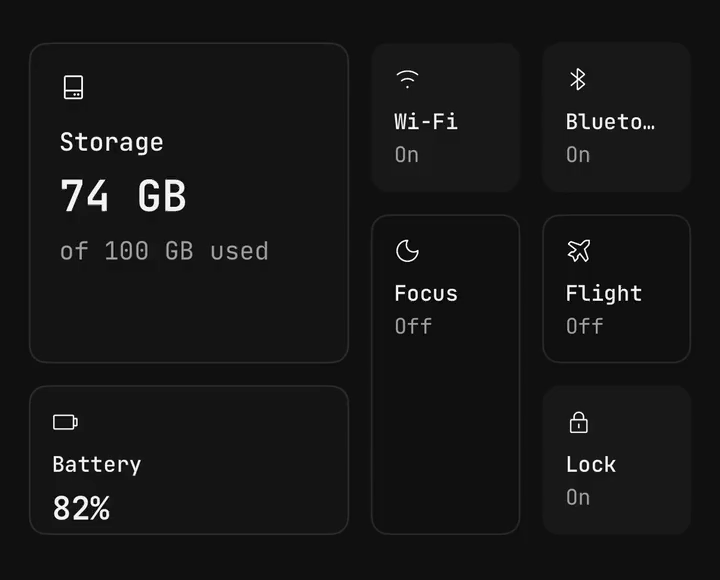 Storage
74 GB
of 100 GB used
Wi-Fi
On
Blueto…
On
Focus
Off
Flight
Off
Battery
82%
Lock
On